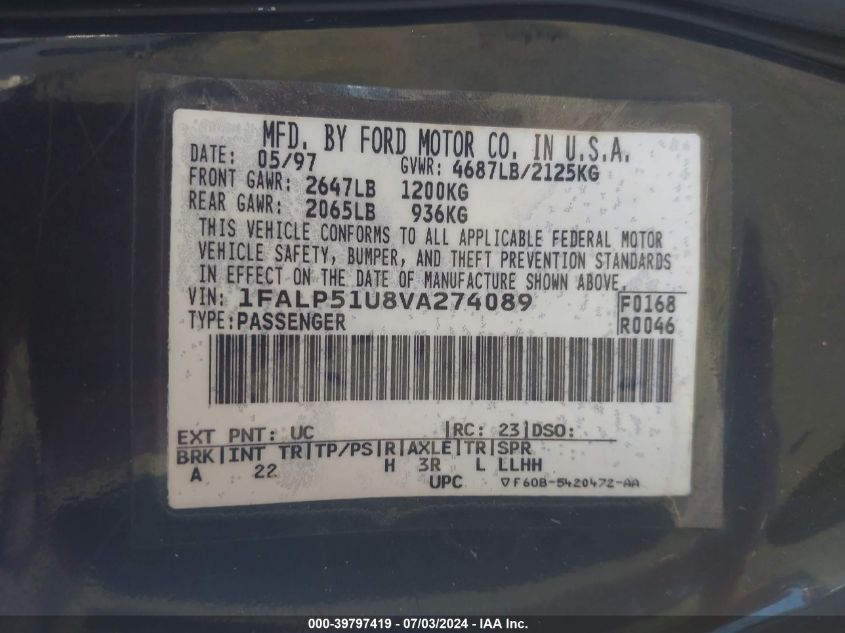 MFD. BY FORD MOTOR CO. IN U.S.A.
DATE: 05/97 GVWR: 4687LB/2125KG
FRONT GAWR: 2647LB 1200KG
REAR GAWR: 2065LB 936KG
THIS VEHICLE CONFORMS TO ALL APPLICABLE FEDERAL MOTOR
VEHICLE SAFETY, BUMPER, AND THEFT PREVENTION STANDARDS
IN EFFECT ON THE DATE OF MANUFACTURE SHOWN ABOVE.
VIN: 1FALP51U8VA274089 F0168
TYPE:PASSENGER R0046
EXT PNT: UC |RC: 23|DSO:
BRK|INT TR|TP/PS|R|AXLE|TR|SPR
A 22 H 3R L LLHH
UPC ▽F60B-5420472-AA
000-39797419 - 07/03/2024 - IAA Inc.